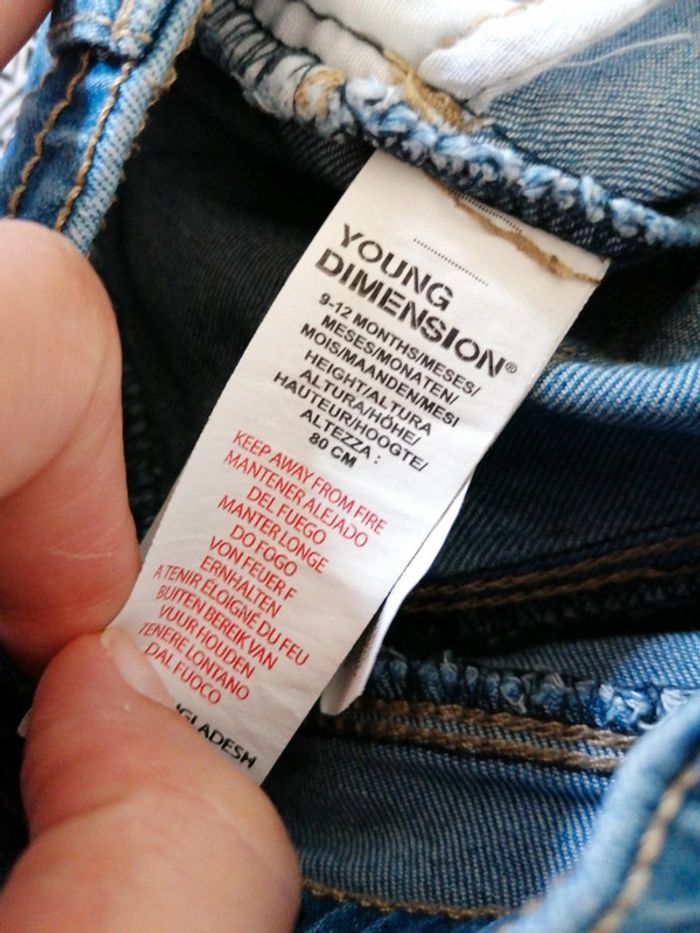 YOUNG
DIMENSION®
9-12 MONTHS/MESES/
MESES/MONATEN/
MOIS/MAANDEN/MESI
HEIGHT/ALTURA
ALTURA/HÖHE/
HAUTEUR/HOOGTE/
ALTEZZA :
80 CM
KEEP AWAY FROM FIRE
MANTENER ALEJADO
DEL FUEGO
MANTER LONGE
DO FOGO
VON FEUER F
ERNHALTEN
A TENIR ELOIGNE DU FEU
BUITEN BEREIK VAN
VUUR HOUDEN
TENERE LONTANO
DAL FUOCO
GLADESH